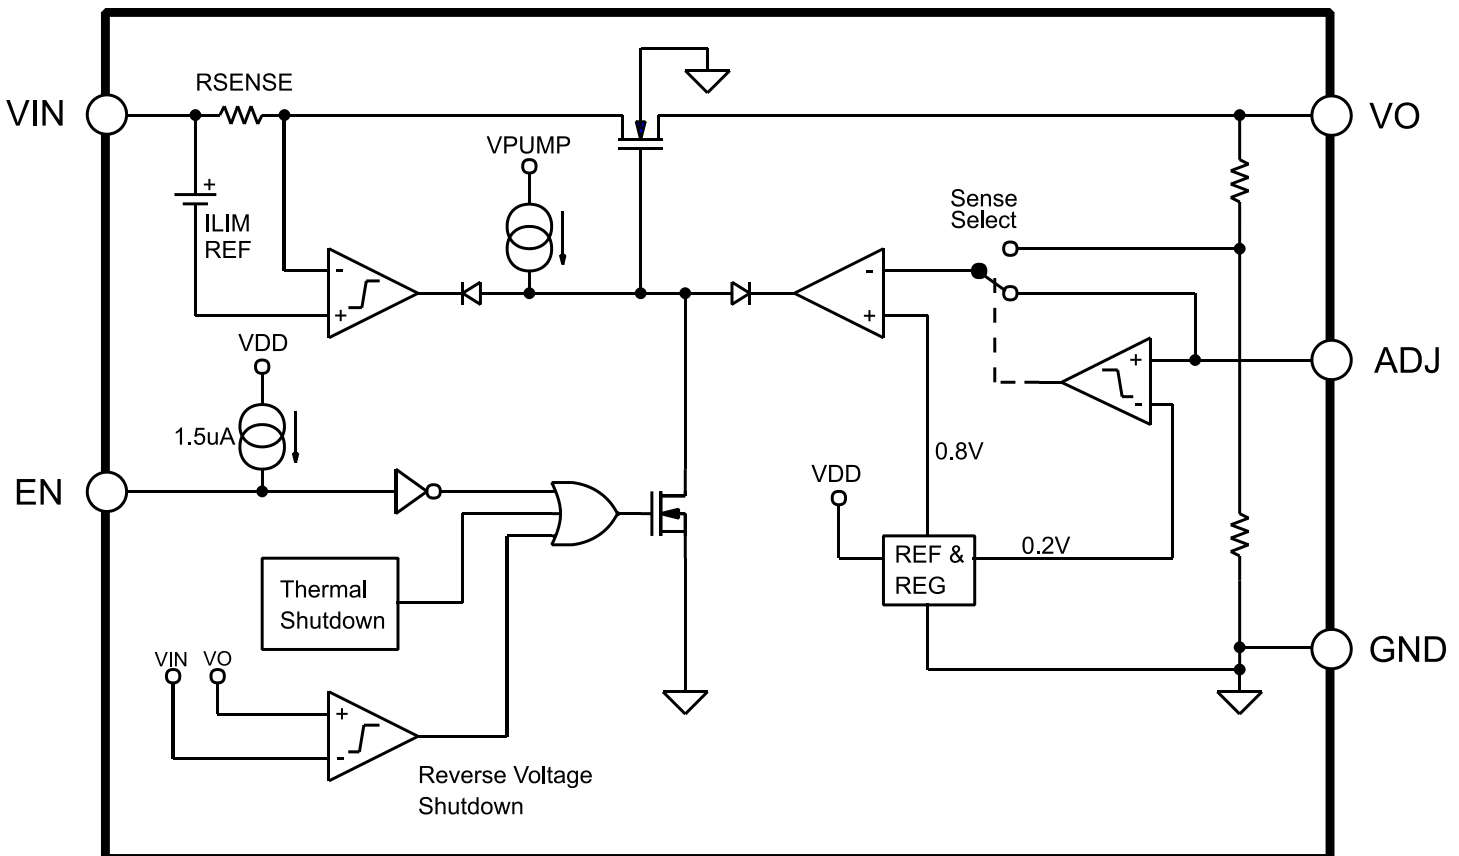 RSENSE
VIN
VO
VPUMP
Sense
Select
+
ILIM
REF
-
-
+
+
VDD
ADJ
+
1.5uA
-
0.8V
VDD
EN
0.2V
REF &
REG
Thermal
Shutdown
GND
VIN
VO
+
-
Reverse Voltage
Shutdown